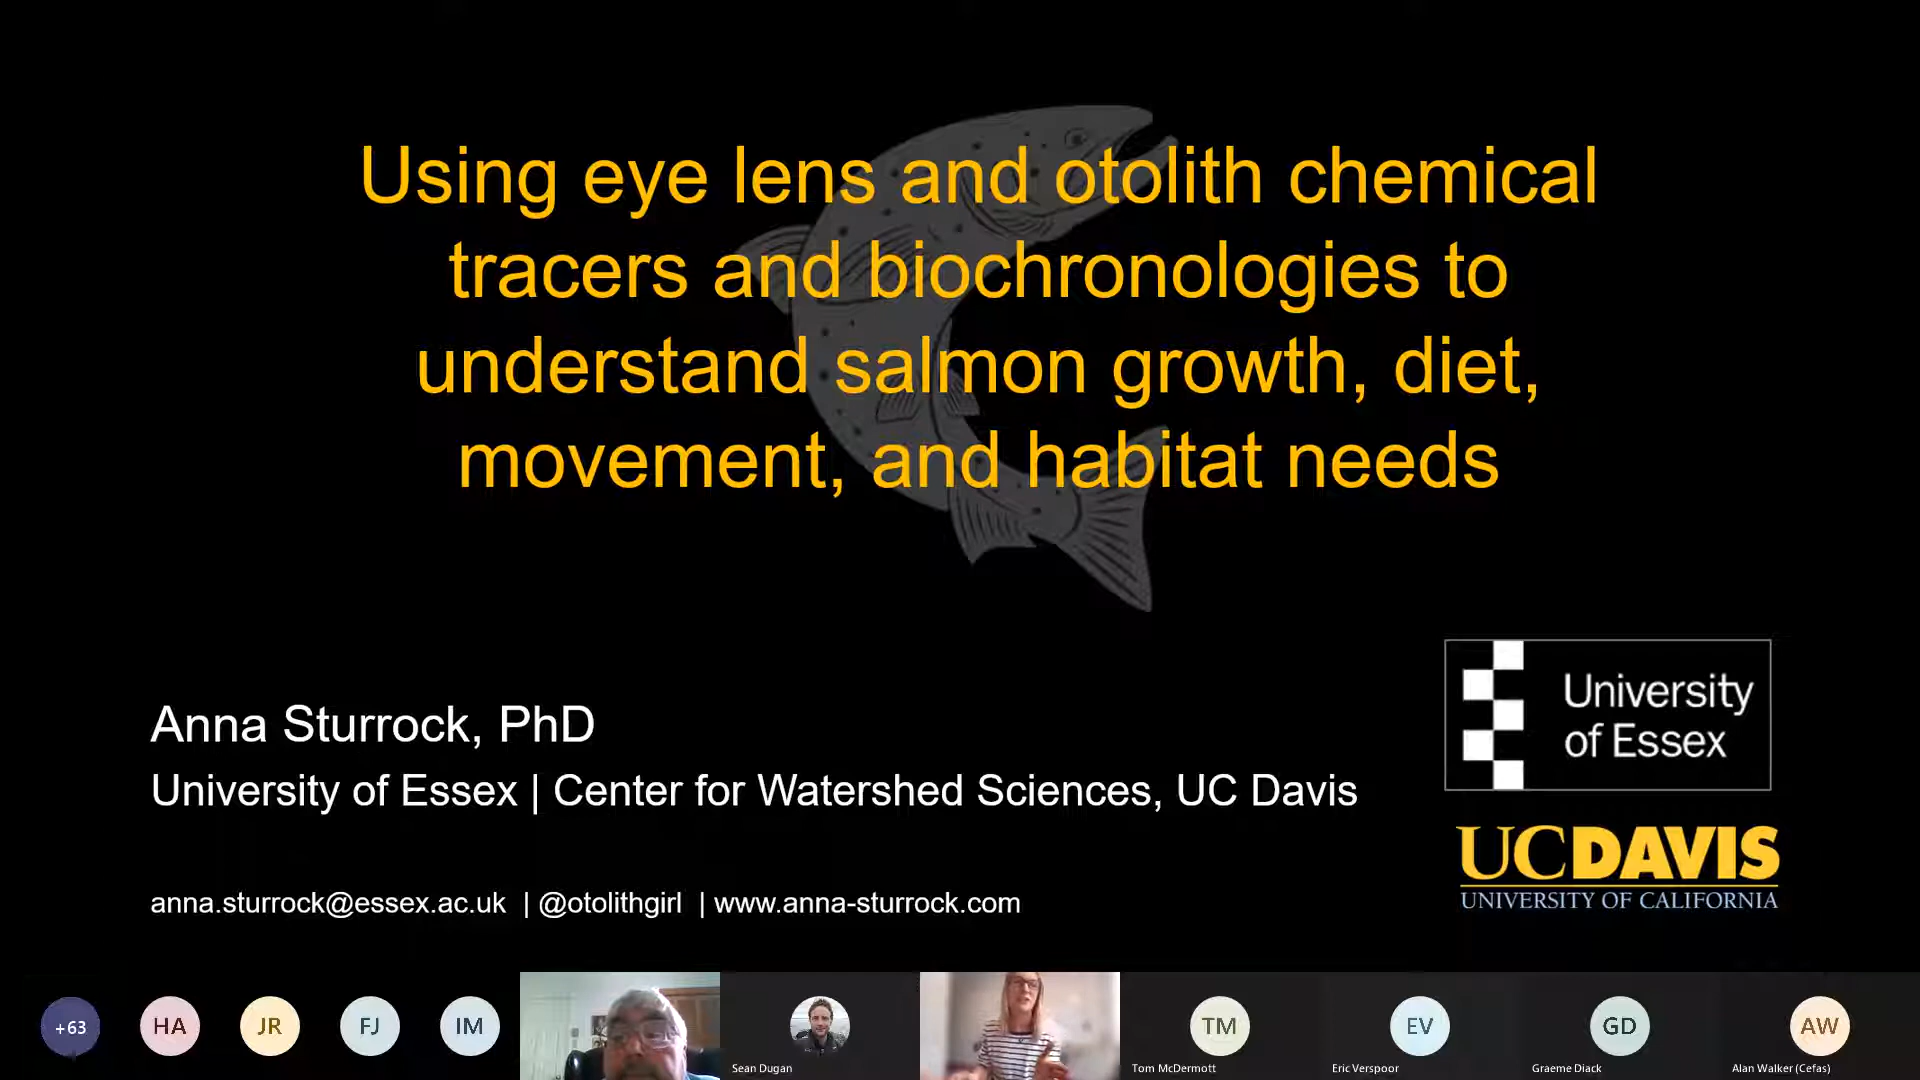 Using eye lens and otolith chemical
tracers and biochronologies to
understand salmon growth, diet,
movement, and habitat needs
Anna Sturrock, PhD
University of Essex | Center for Watershed Sciences, UC Davis
anna.sturrock@essex.ac.uk | @otolithgirl | www.anna-sturrock.com
University
of Essex
UCDAVIS
UNIVERSITY OF CALIFORNIA
+63
HA
JR
FJ
IM
Sean Dugan
TM
Tom McDermott
EV
Eric Verspoor
GD
Graeme Diack
AW
Alan Walker (Cefas)